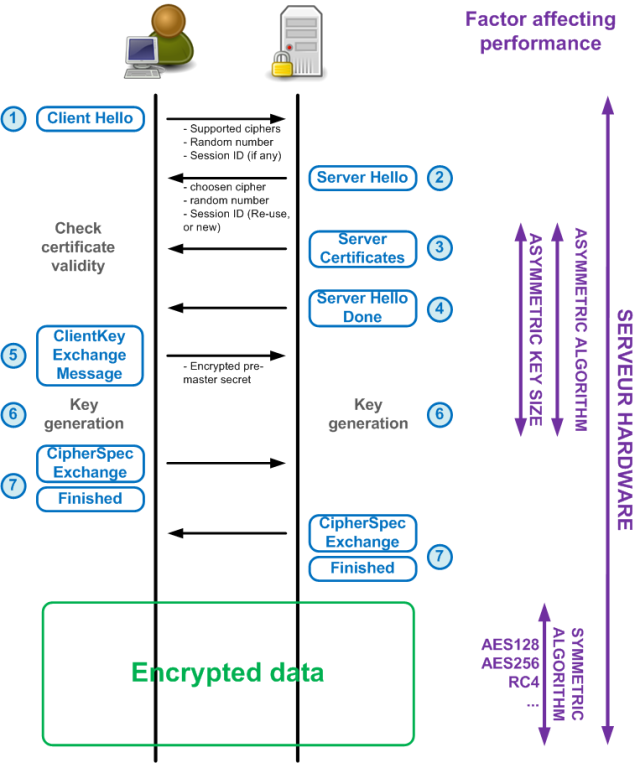 Factor affecting
performance
1
Client Hello
- Supported ciphers
- Random number
- Session ID (if any)
Server Hello
2
- choosen cipher
- random number
- Session ID (Re-use,
or new)
Check
certificate
validity
Server
Certificates
3
Server Hello
Done
4
5
ClientKey
Exchange
Message
- Encrypted pre-
master secret
6
Key
generation
Key
generation
6
7
CipherSpec
Exchange
Finished
CipherSpec
Exchange
Finished
7
Encrypted data
ASYMMETRIC KEY SIZE
ASYMMETRIC ALGORITHM
SERVEUR HARDWARE
AES128
AES256
RC4
...
SYMMETRIC
ALGORITHM